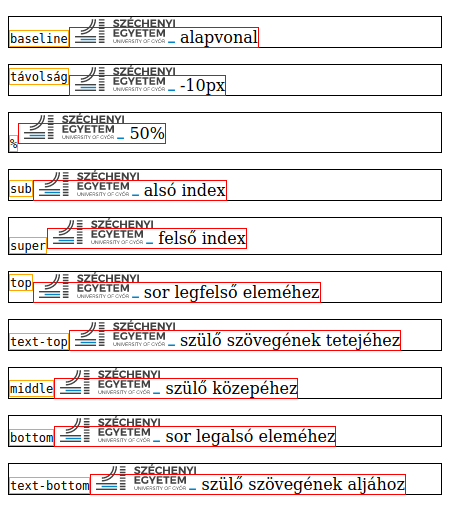 baseline SZÉCHENYI EGYETEM UNIVERSITY OF GYŐR _ alapvonal
távolság SZÉCHENYI EGYETEM UNIVERSITY OF GYŐR _ -10px
% SZÉCHENYI EGYETEM UNIVERSITY OF GYŐR _ 50%
sub SZÉCHENYI EGYETEM UNIVERSITY OF GYŐR _ alsó index
super SZÉCHENYI EGYETEM UNIVERSITY OF GYŐR _ felső index
top SZÉCHENYI EGYETEM UNIVERSITY OF GYŐR _ sor legfelső eleméhez
text-top SZÉCHENYI EGYETEM UNIVERSITY OF GYŐR _ szülő szövegének tetejéhez
middle SZÉCHENYI EGYETEM UNIVERSITY OF GYŐR _ szülő közepéhez
bottom SZÉCHENYI EGYETEM UNIVERSITY OF GYŐR _ sor legalsó eleméhez
text-bottom SZÉCHENYI EGYETEM UNIVERSITY OF GYŐR _ szülő szövegének aljához